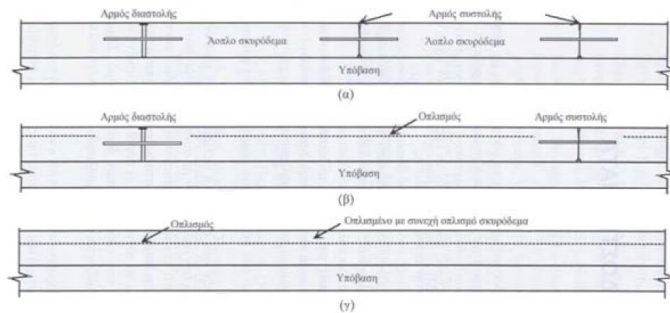 Αρμός διαστολής Αρμός συστολής
Άοπλο σκυρόδεμα Άοπλο σκυρόδεμα
Υπόβαση
(α)
Αρμός διαστολής Οπλισμός Αρμός συστολής
Υπόβαση
(β)
Οπλισμός Οπλισμένο με συνεχή οπλισμό σκυρόδεμα
Υπόβαση
(γ)